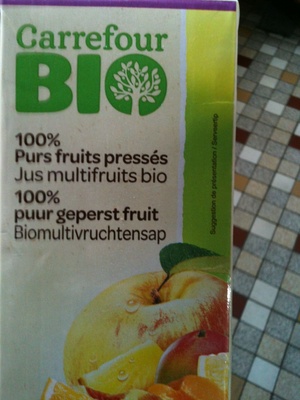 Carrefour
BIO
100%
Purs fruits pressés
Jus multifruits bio
100%
puur geperst fruit
Biomultivruchtensap
Suggestion de présentation / Serveertip